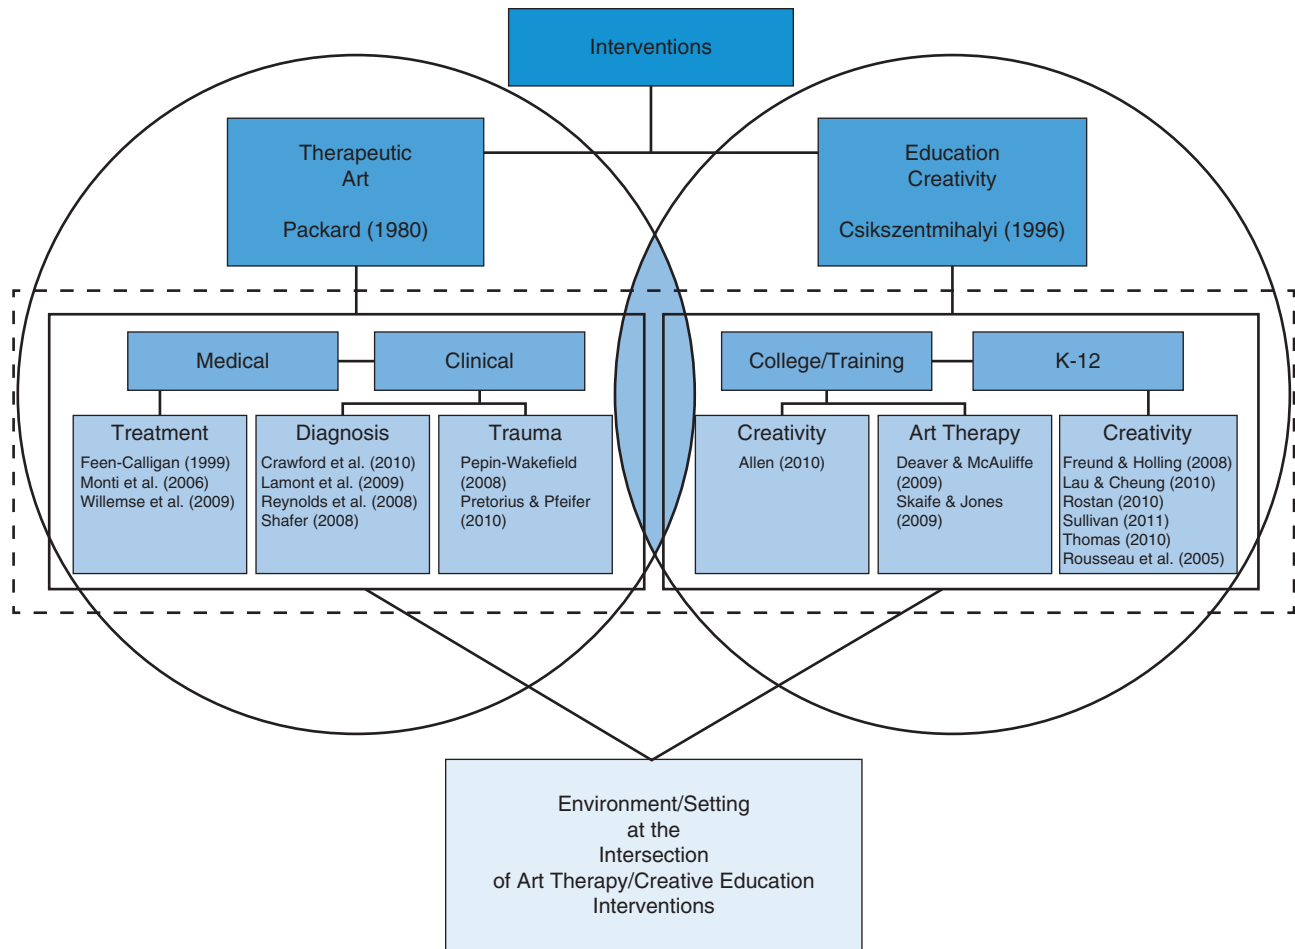 Interventions
Therapeutic
Art
Packard (1980)
Education
Creativity
Csikszentmihalyi (1996)
Medical
Clinical
College/Training
K-12
Treatment
Feen-Calligan (1999)
Monti et al. (2006)
Willemse et al. (2009)
Diagnosis
Crawford et al. (2010)
Lamont et al. (2009)
Reynolds et al. (2008)
Shafer (2008)
Trauma
Pepin-Wakefield
(2008)
Pretorius & Pfeifer
(2010)
Creativity
Allen (2010)
Art Therapy
Deaver & McAuliffe
(2009)
Skaife & Jones
(2009)
Creativity
Freund & Holling (2008)
Lau & Cheung (2010)
Rostan (2010)
Sullivan (2011)
Thomas (2010)
Rousseau et al. (2005)
Environment/Setting
at the
Intersection
of Art Therapy/Creative Education
Interventions